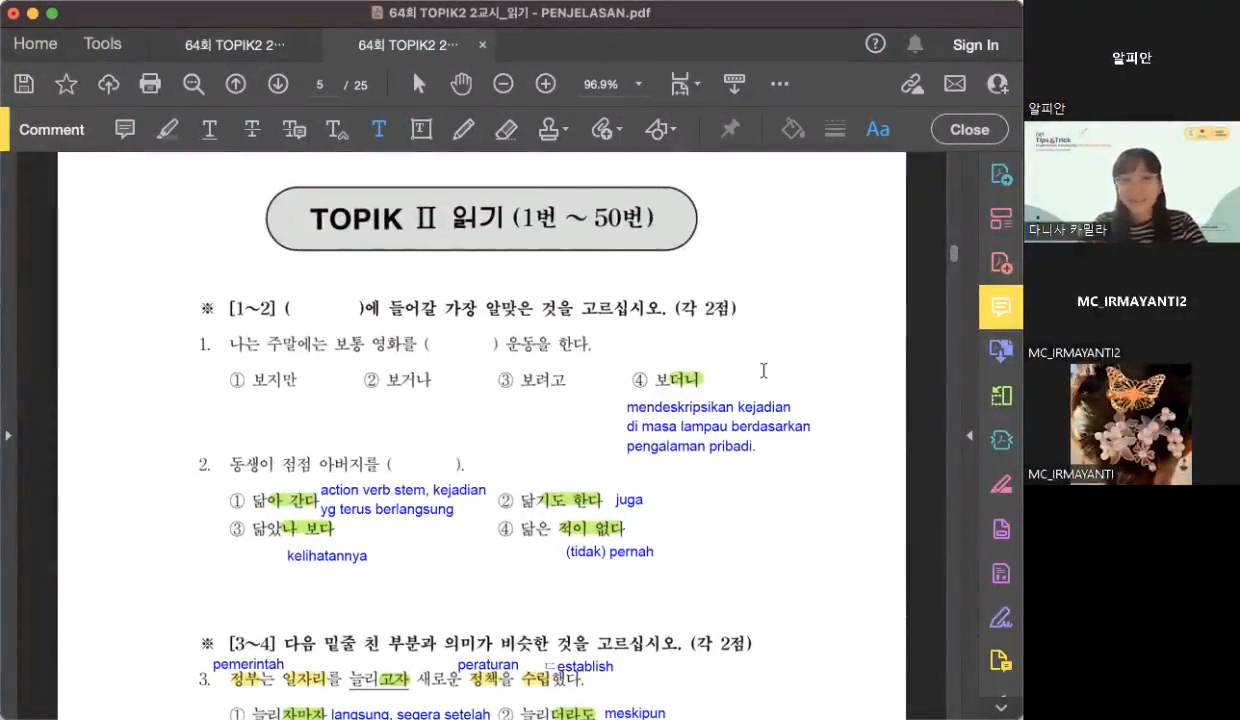 64회 TOPIK2 2교시_읽기 - PENJELASAN.pdf
Home Tools 64회 TOPIK2 2··· 64회 TOPIK2 2··· × ? Sign In
5 / 25 96.9%
Comment Aa Close
TOPIK Ⅱ 읽기 (1번 ~ 50번)
※ [1~2] ( )에 들어갈 가장 알맞은 것을 고르십시오. (각 2점)
1. 나는 주말에는 보통 영화를 ( ) 운동을 한다.
① 보지만 ② 보거나 ③ 보려고 ④ 보더니
mendeskripsikan kejadian
di masa lampau berdasarkan
pengalaman pribadi.
2. 동생이 점점 아버지를 ( ).
① 닮아 간다 action verb stem, kejadian
yg terus berlangsung
② 닮기도 한다 juga
③ 닮았나 보다
kelihatannya
④ 닮은 적이 없다
(tidak) pernah
※ [3~4] 다음 밑줄 친 부분과 의미가 비슷한 것을 고르십시오. (각 2점)
pemerintah peraturan ㄷestablish
3. 정부는 일자리를 늘리고자 새로운 정책을 수립했다.
① 늘리자마자 langsung, segera setelah ② 늘리더라도 meskipun
알피안
알피안
Tips & Trick
다니사 카밀라
MC_IRMAYANTI2
MC_IRMAYANTI2
MC_IRMAYANTI